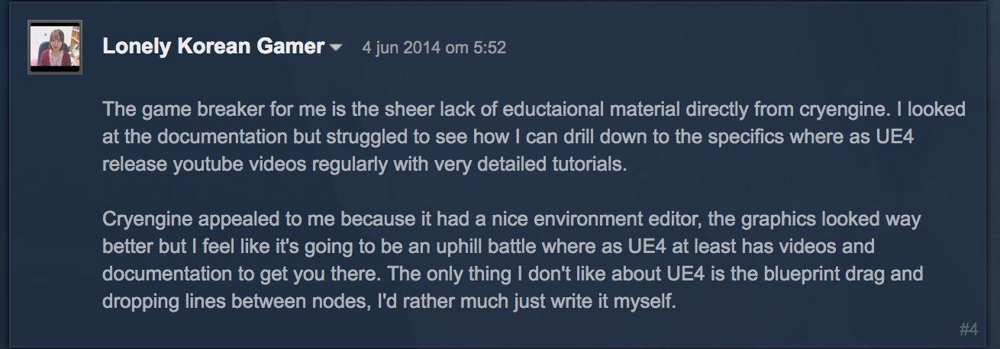 Lonely Korean Gamer 4 jun 2014 om 5:52
The game breaker for me is the sheer lack of eductaional material directly from cryengine. I looked
at the documentation but struggled to see how I can drill down to the specifics where as UE4
release youtube videos regularly with very detailed tutorials.
Cryengine appealed to me because it had a nice environment editor, the graphics looked way
better but I feel like it's going to be an uphill battle where as UE4 at least has videos and
documentation to get you there. The only thing I don't like about UE4 is the blueprint drag and
dropping lines between nodes, I'd rather much just write it myself.
#4